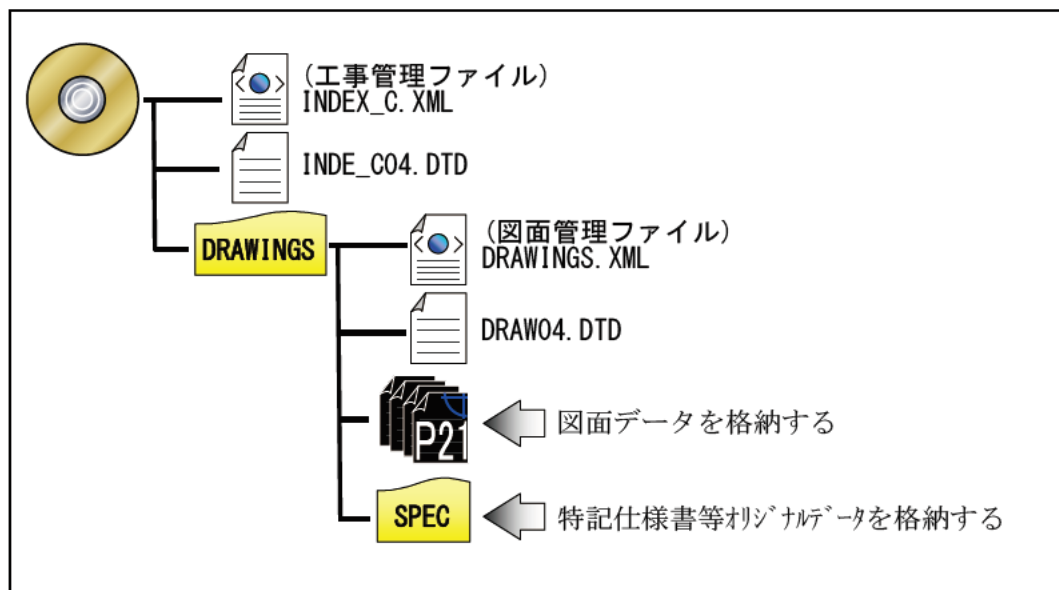 (工事管理ファイル)
INDEX_C.XML
INDE_C04.DTD
DRAWINGS
(図面管理ファイル)
DRAWINGS.XML
DRAW04.DTD
P21
図面データを格納する
SPEC
特記仕様書等ｵﾘｼﾞﾅﾙﾃﾞｰﾀを格納する